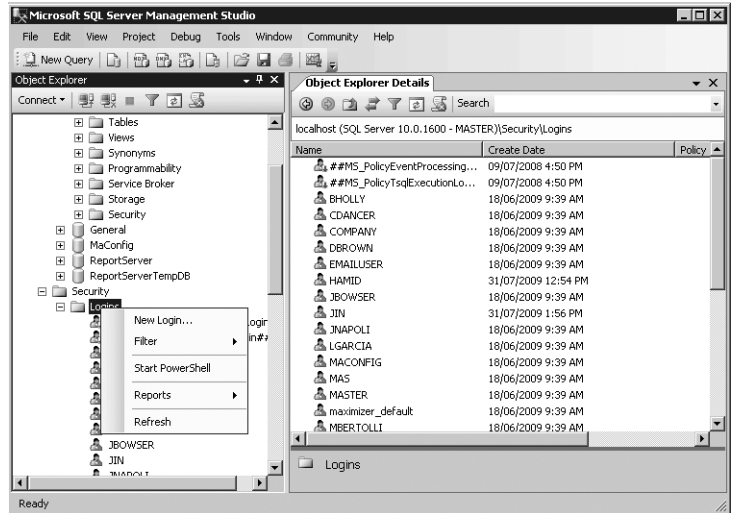 Microsoft SQL Server Management Studio
File Edit View Project Debug Tools Window Community Help
New Query
Object Explorer
Connect
Tables
Views
Synonyms
Programmability
Service Broker
Storage
Security
General
MaConfig
ReportServer
ReportServerTempDB
Security
Logins
New Login...
Filter
Start PowerShell
Reports
Refresh
JBOWSER
JIN
JNAPOLI
Object Explorer Details
Search
localhost (SQL Server 10.0.1600 - MASTER)\Security\Logins
Name Create Date Policy
##MS_PolicyEventProcessing... 09/07/2008 4:50 PM
##MS_PolicyTsqlExecutionLo... 09/07/2008 4:50 PM
BHOLLY 18/06/2009 9:39 AM
CDANCER 18/06/2009 9:39 AM
COMPANY 18/06/2009 9:39 AM
DBROWN 18/06/2009 9:39 AM
EMAILUSER 18/06/2009 9:39 AM
HAMID 31/07/2009 12:54 PM
JBOWSER 18/06/2009 9:39 AM
JIN 31/07/2009 1:56 PM
JNAPOLI 18/06/2009 9:39 AM
LGARCIA 18/06/2009 9:39 AM
MACONFIG 18/06/2009 9:39 AM
MAS 18/06/2009 9:39 AM
MASTER 18/06/2009 9:39 AM
maximizer_default 18/06/2009 9:39 AM
MBERTOLLI 18/06/2009 9:39 AM
Logins
Ready